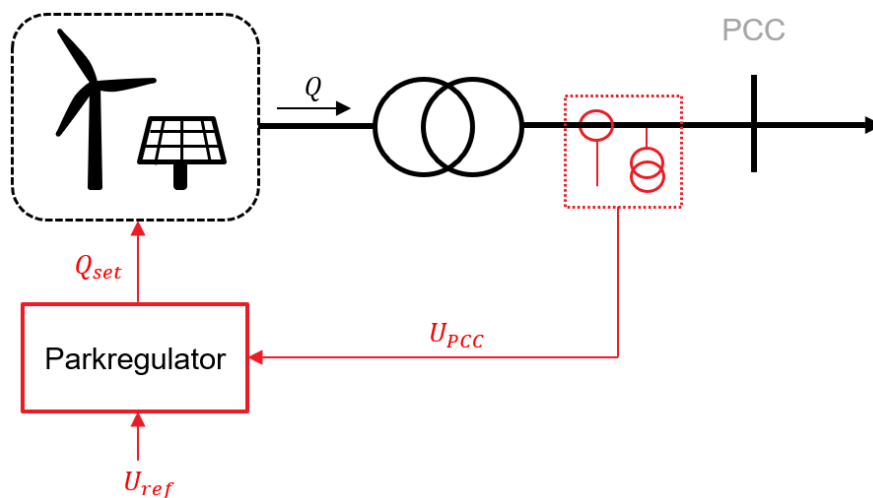 PCC
Q
Q_set
U_PCC
Parkregulator
U_ref